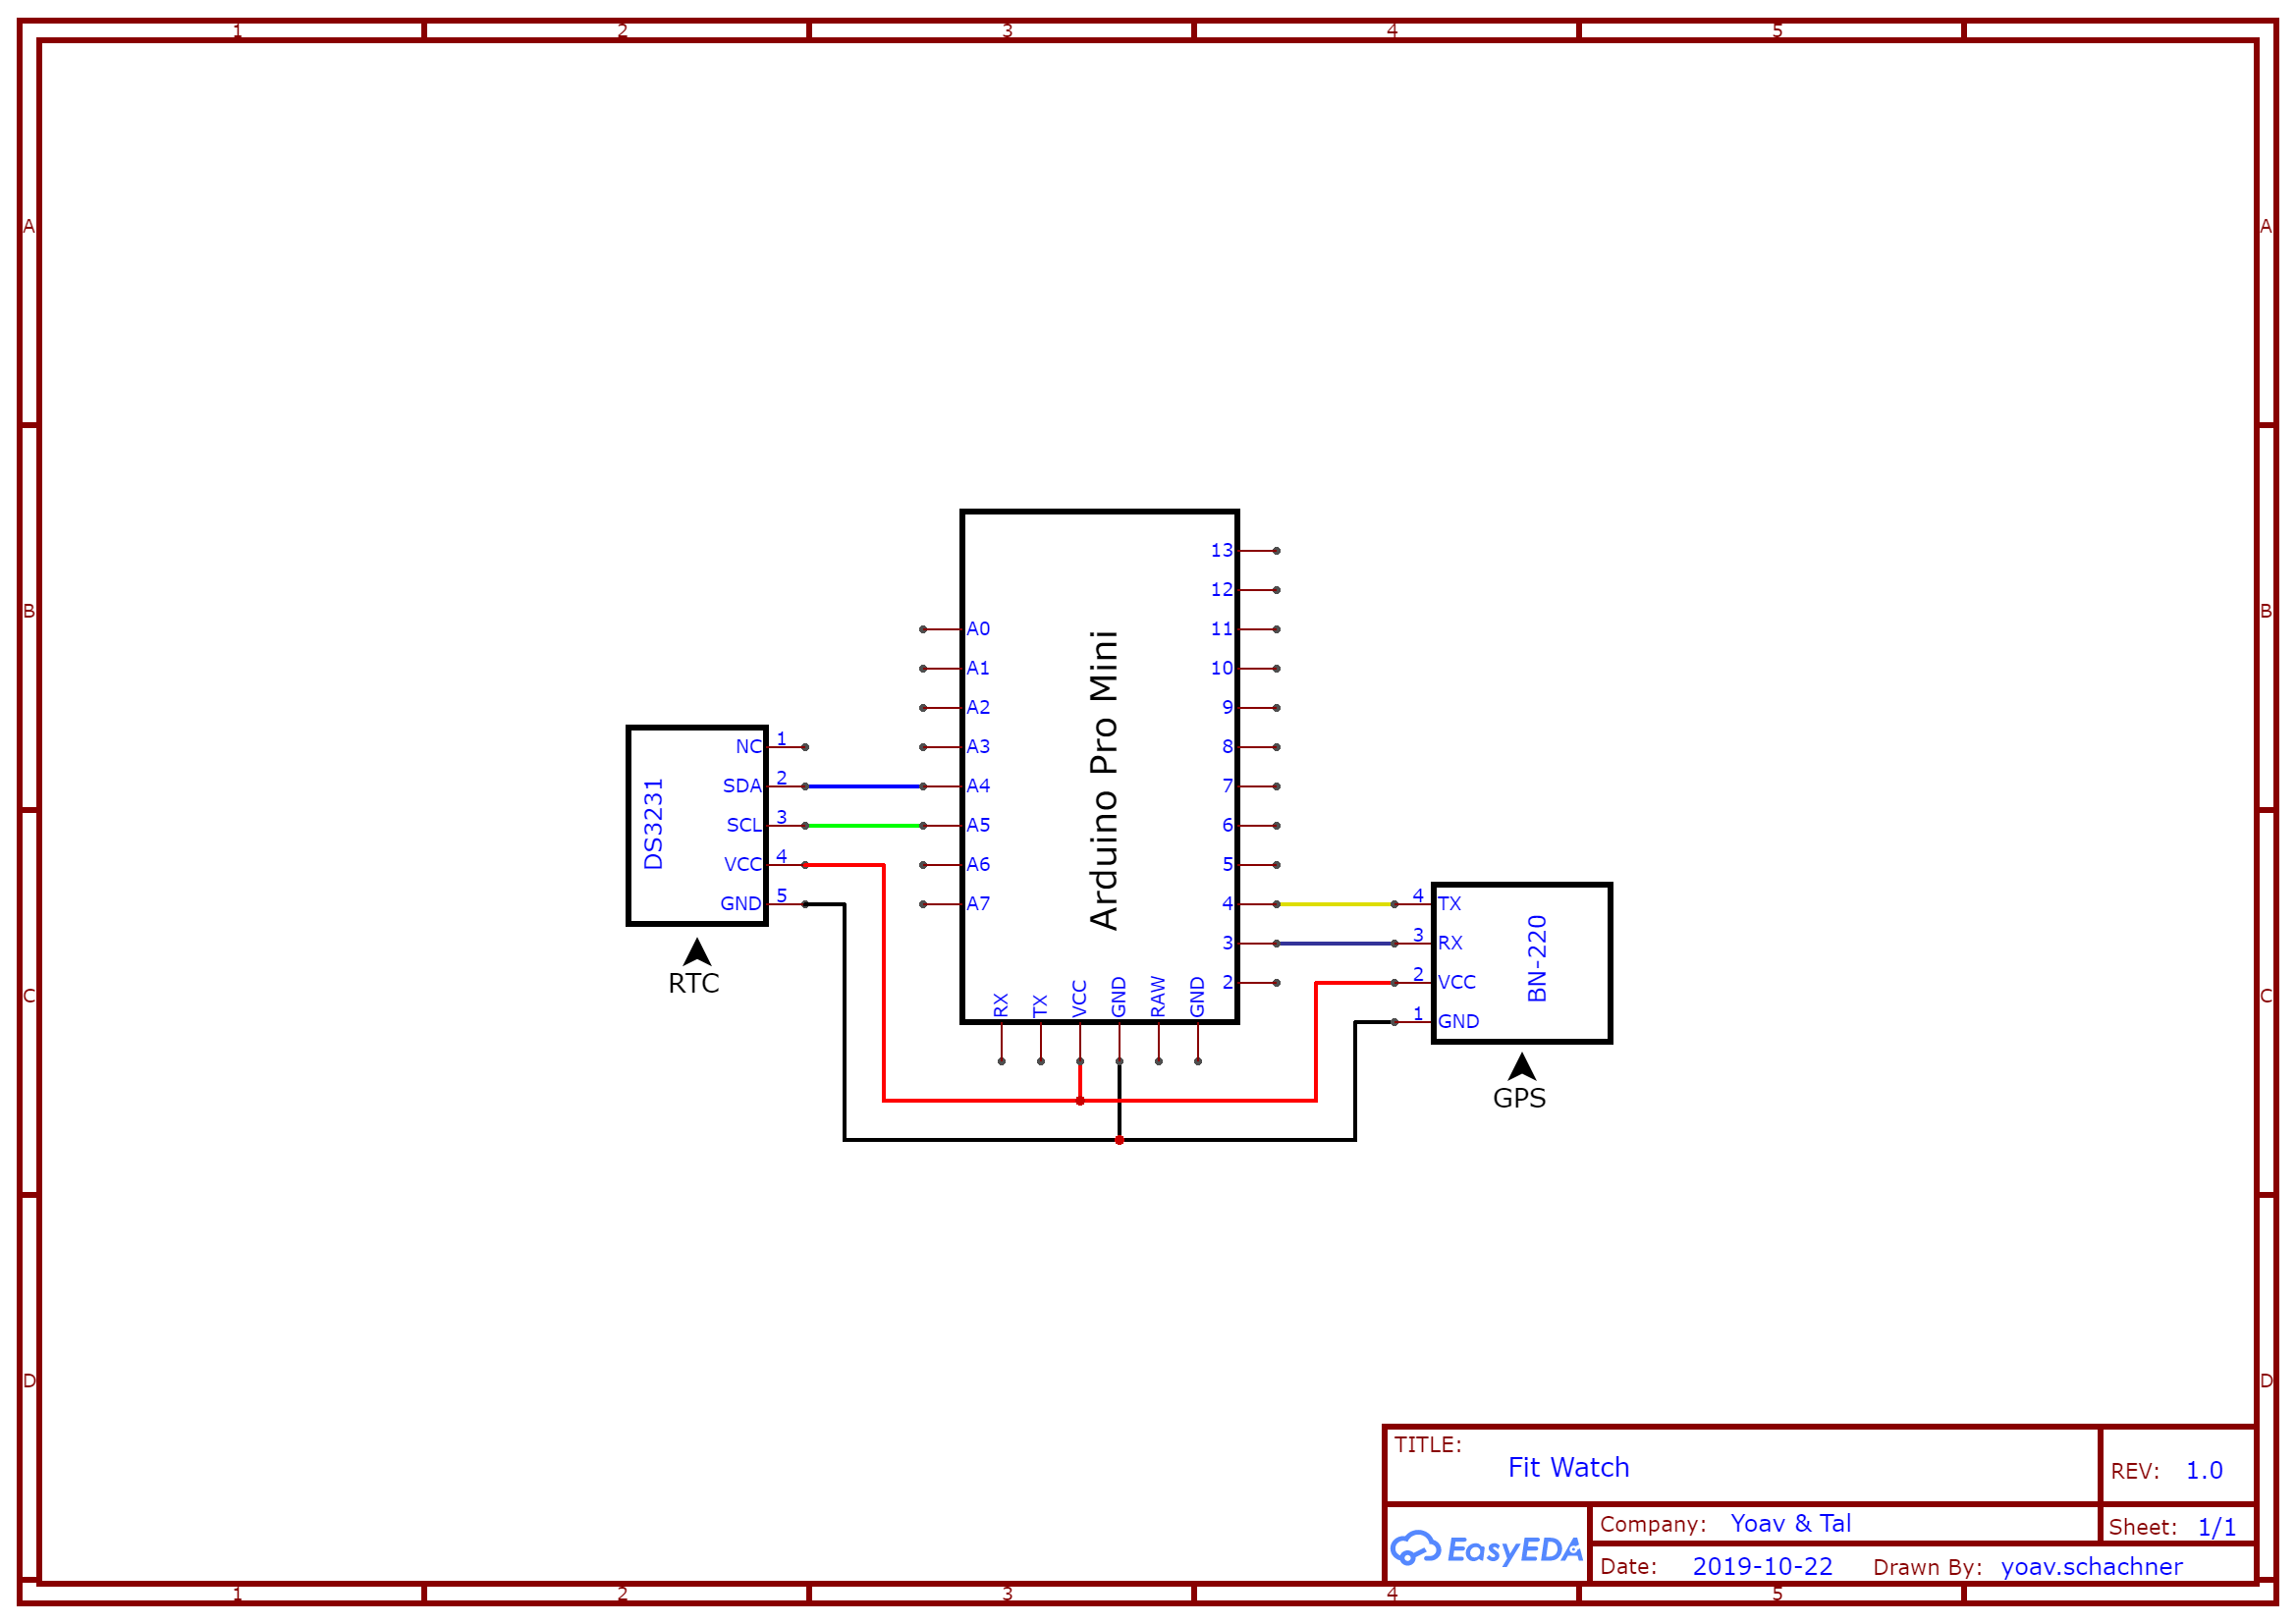 1 2 3 4 5
A A
13
12
A0 11
A1 10
A2 9
NC 1 A3 8
SDA 2 A4 7
SCL 3 A5 6
VCC 4 A6 5
GND 5 A7 4 4 TX
DS3231
Arduino Pro Mini
3 3 RX
2 2 VCC
1 GND
BN-220
RTC
RX TX VCC GND RAW GND
GPS
B B
C C
D D
TITLE:
Fit Watch
REV: 1.0
EasyEDA
Company: Yoav & Tal
Sheet: 1/1
Date: 2019-10-22 Drawn By: yoav.schachner
1 2 3 4 5